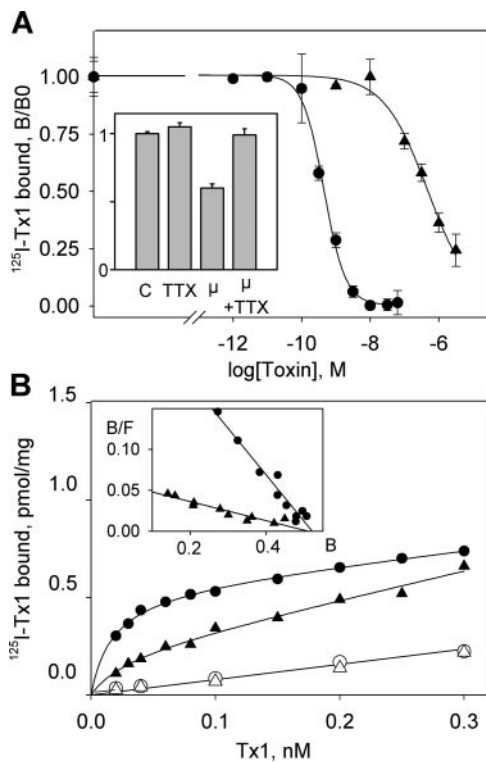 A
¹²⁵I-Tx1 bound, B/B0
1.00
0.75
0.50
0.25
0.00
1
0
C TTX μ μ
+TTX
-12 -10 -8 -6
log[Toxin], M
B
¹²⁵I-Tx1 bound, pmol/mg
1.5
1.0
0.5
0.0
B/F
0.10
0.05
0.00
0.2 0.4 B
0.0 0.1 0.2 0.3
Tx1, nM